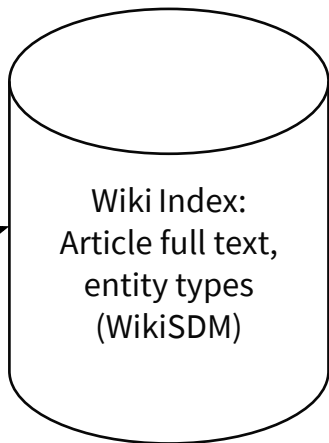 Wiki Index:
Article full text,
entity types
(WikiSDM)